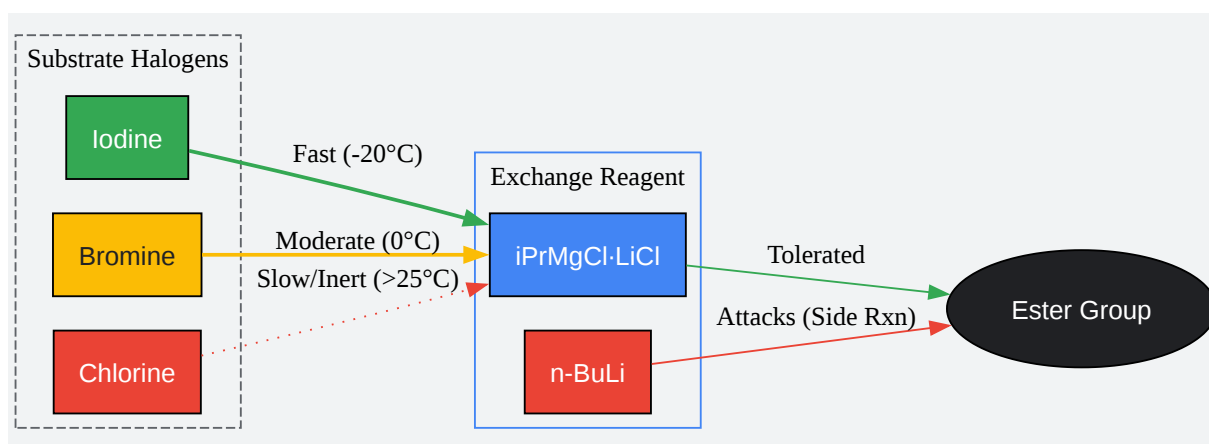 Substrate Halogens
Iodine
Fast (-20°C)
Exchange Reagent
Bromine
Moderate (0°C)
iPrMgCl·LiCl
Tolerated
Slow/Inert (>25°C)
Ester Group
Attacks (Side Rxn)
Chlorine
n-BuLi